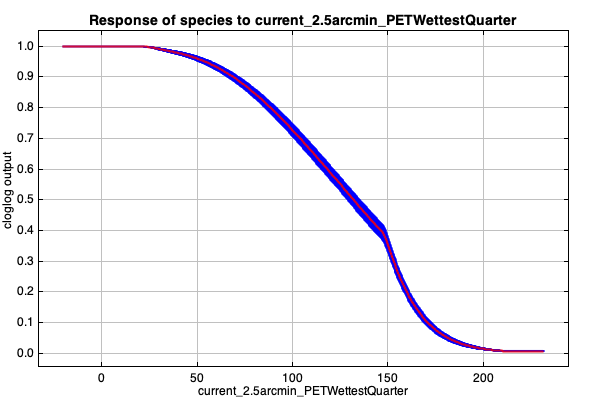 Response of species to current_2.5arcmin_PETWettestQuarter
1.0
0.9
0.8
0.7
0.6
0.5
0.4
0.3
0.2
0.1
0.0
cloglog output
0 50 100 150 200
current_2.5arcmin_PETWettestQuarter